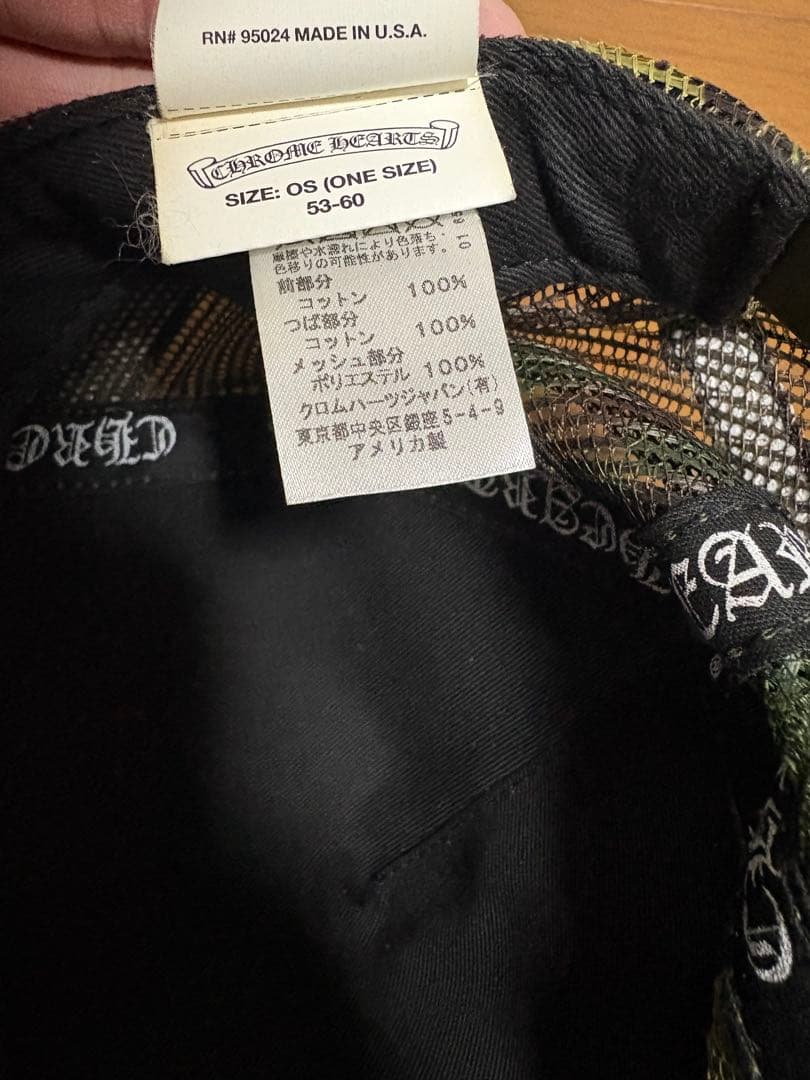 RN# 95024 MADE IN U.S.A.
CHROME HEARTS
SIZE: OS (ONE SIZE)
53-60
摩擦や水濡れにより色落ち・
色移りの可能性があります。
前部分
コットン 100%
つば部分
コットン 100%
メッシュ部分
ポリエステル 100%
クロムハーツジャパン(有)
東京都中央区銀座5-4-9
アメリカ製
CHRO
HEART
EAR